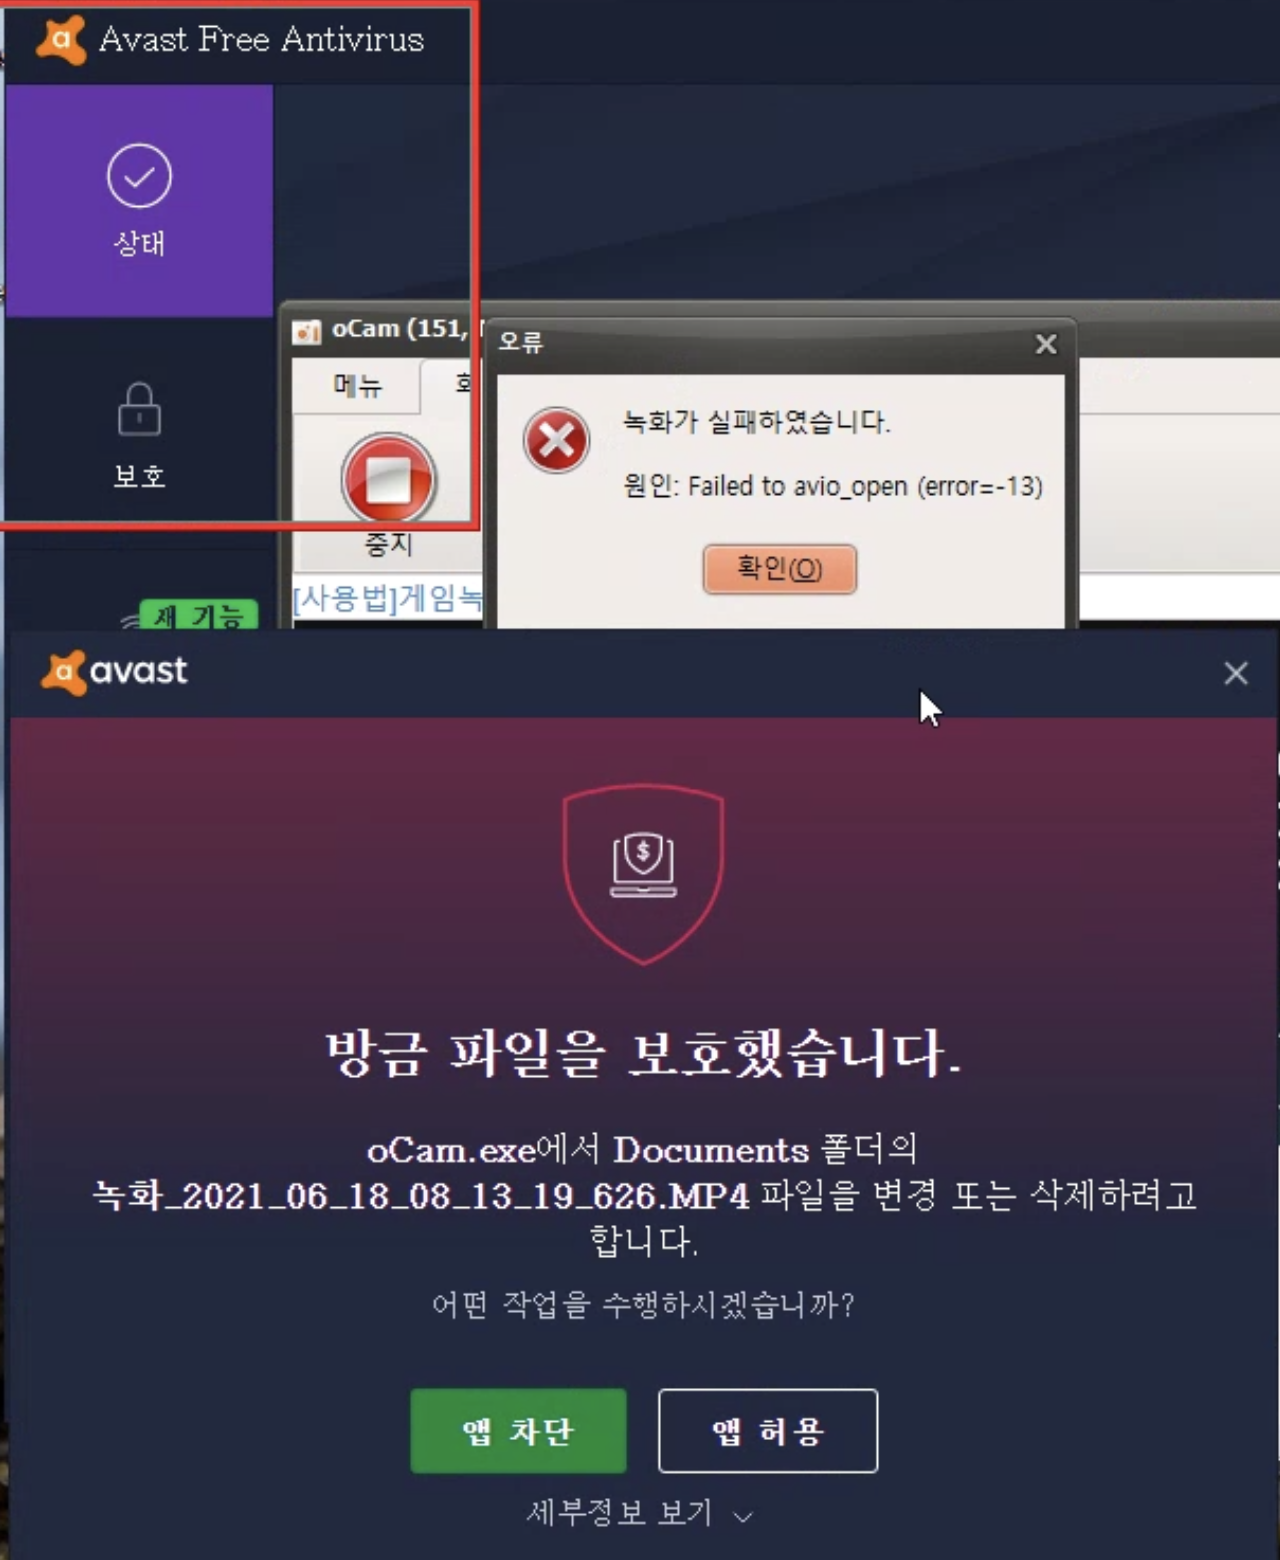 Avast Free Antivirus
상태
보호
oCam (151,
메뉴
중지
[사용법]게임녹
오류
녹화가 실패하였습니다.
원인: Failed to avio_open (error=-13)
확인(O)
새 기능
avast
방금 파일을 보호했습니다.
oCam.exe에서 Documents 폴더의
녹화_2021_06_18_08_13_19_626.MP4 파일을 변경 또는 삭제하려고
합니다.
어떤 작업을 수행하시겠습니까?
앱 차단
앱 허용
세부정보 보기